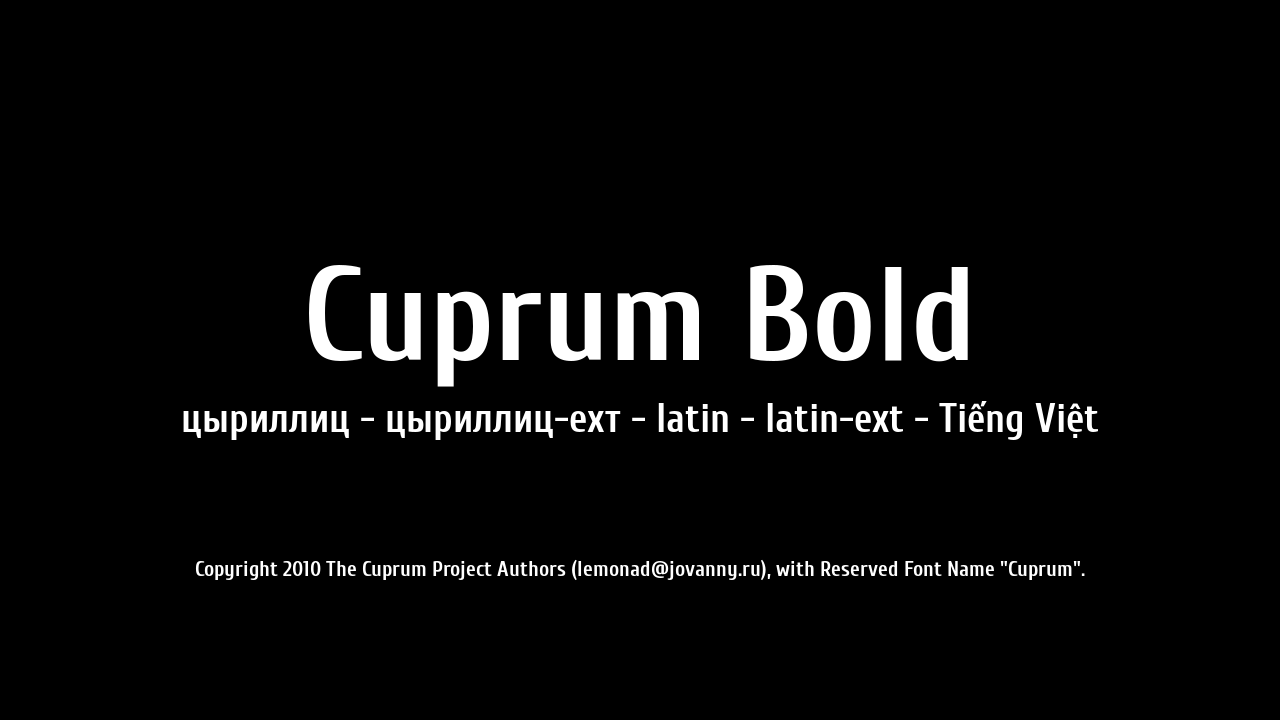 Cuprum Bold
цыриллиц - цыриллиц-ехт - latin - latin-ext - Tiếng Việt
Copyright 2010 The Cuprum Project Authors (lemonad@jovanny.ru), with Reserved Font Name "Cuprum".